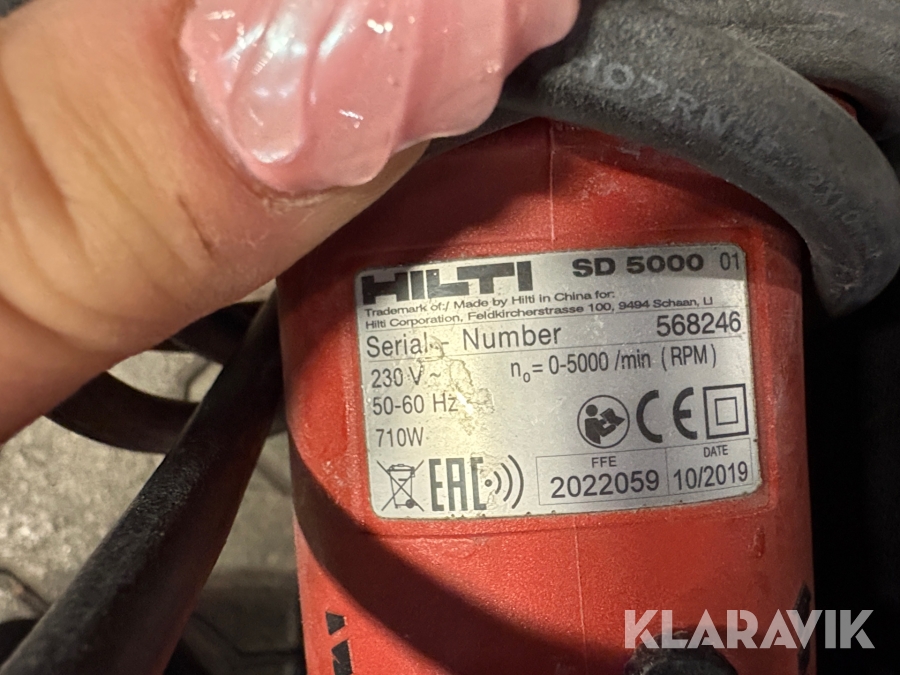 H07RN
HILTI SD 5000 01
Trademark of:/ Made by Hilti in China for:
Hilti Corporation, Feldkircherstrasse 100, 9494 Schaan, LI
Serial - Number 568246
230 V ~ n₀= 0-5000 /min (RPM)
50-60 Hz
710W
CE
EAC
FFE DATE
2022059 10/2019
KLARAVIK